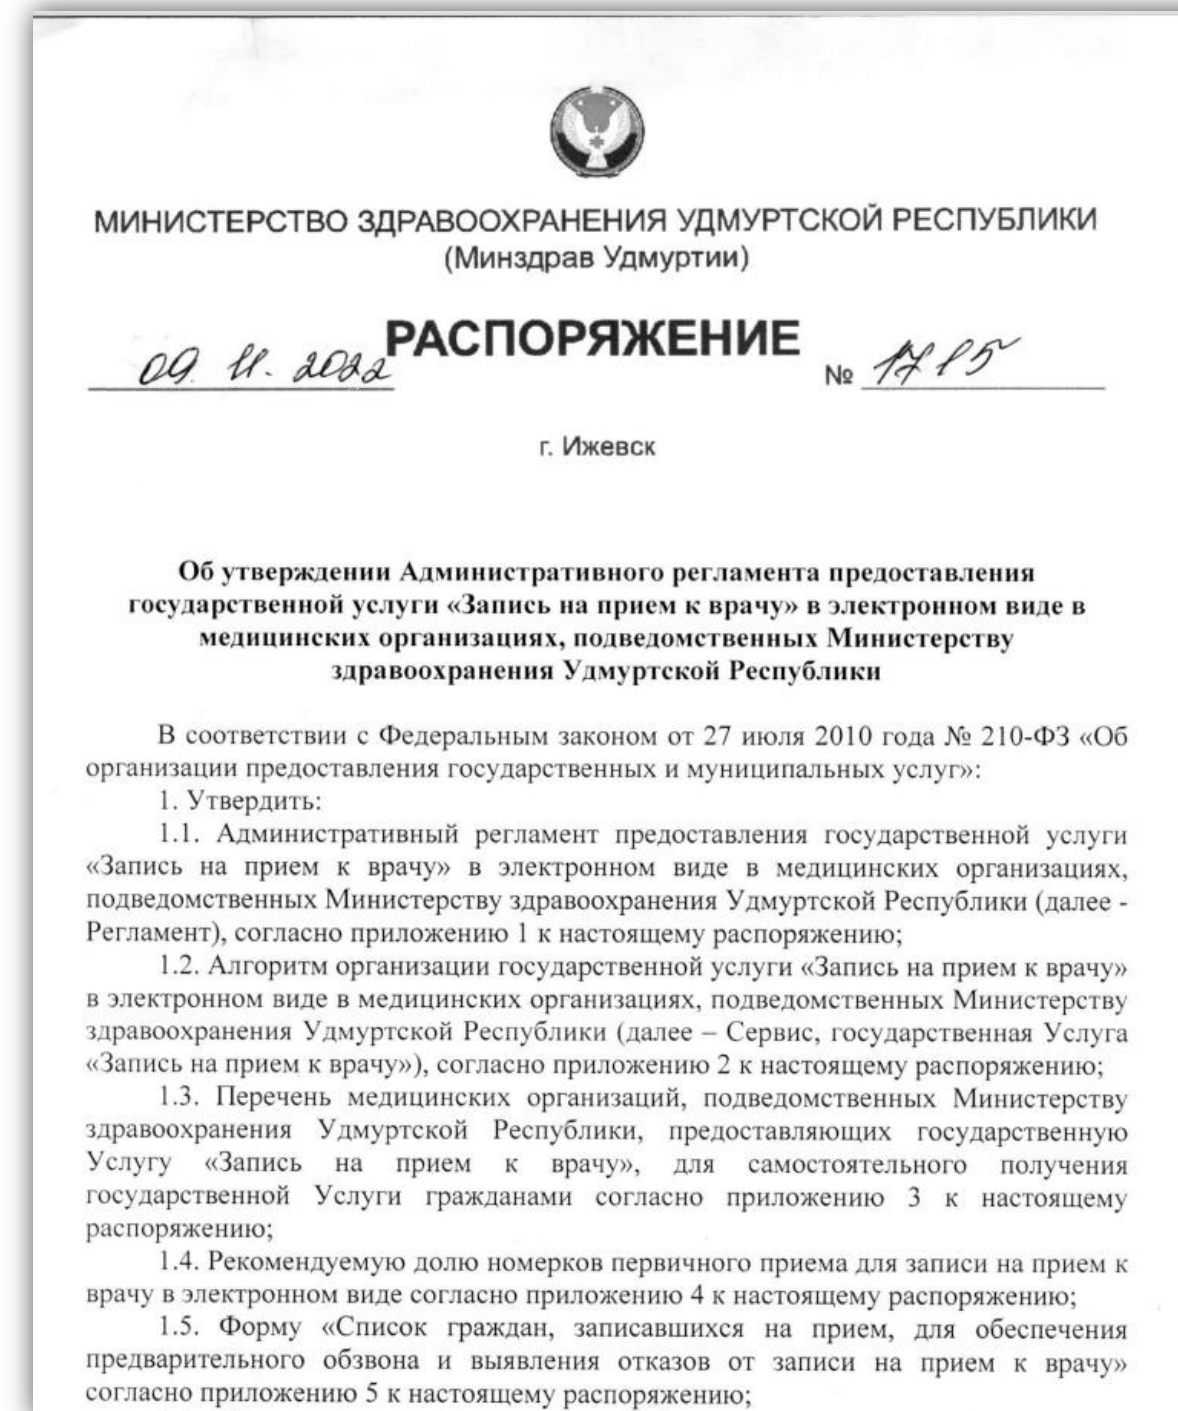 МИНИСТЕРСТВО ЗДРАВООХРАНЕНИЯ УДМУРТСКОЙ РЕСПУБЛИКИ
(Минздрав Удмуртии)
РАСПОРЯЖЕНИЕ
09. 11. 2022 № 1715
г. Ижевск
Об утверждении Административного регламента предоставления
государственной услуги «Запись на прием к врачу» в электронном виде в
медицинских организациях, подведомственных Министерству
здравоохранения Удмуртской Республики
В соответствии с Федеральным законом от 27 июля 2010 года № 210-ФЗ «Об
организации предоставления государственных и муниципальных услуг»:
1. Утвердить:
1.1. Административный регламент предоставления государственной услуги
«Запись на прием к врачу» в электронном виде в медицинских организациях,
подведомственных Министерству здравоохранения Удмуртской Республики (далее -
Регламент), согласно приложению 1 к настоящему распоряжению;
1.2. Алгоритм организации государственной услуги «Запись на прием к врачу»
в электронном виде в медицинских организациях, подведомственных Министерству
здравоохранения Удмуртской Республики (далее – Сервис, государственная Услуга
«Запись на прием к врачу»), согласно приложению 2 к настоящему распоряжению;
1.3. Перечень медицинских организаций, подведомственных Министерству
здравоохранения Удмуртской Республики, предоставляющих государственную
Услугу «Запись на прием к врачу», для самостоятельного получения
государственной Услуги гражданами согласно приложению 3 к настоящему
распоряжению;
1.4. Рекомендуемую долю номерков первичного приема для записи на прием к
врачу в электронном виде согласно приложению 4 к настоящему распоряжению;
1.5. Форму «Список граждан, записавшихся на прием, для обеспечения
предварительного обзвона и выявления отказов от записи на прием к врачу»
согласно приложению 5 к настоящему распоряжению;